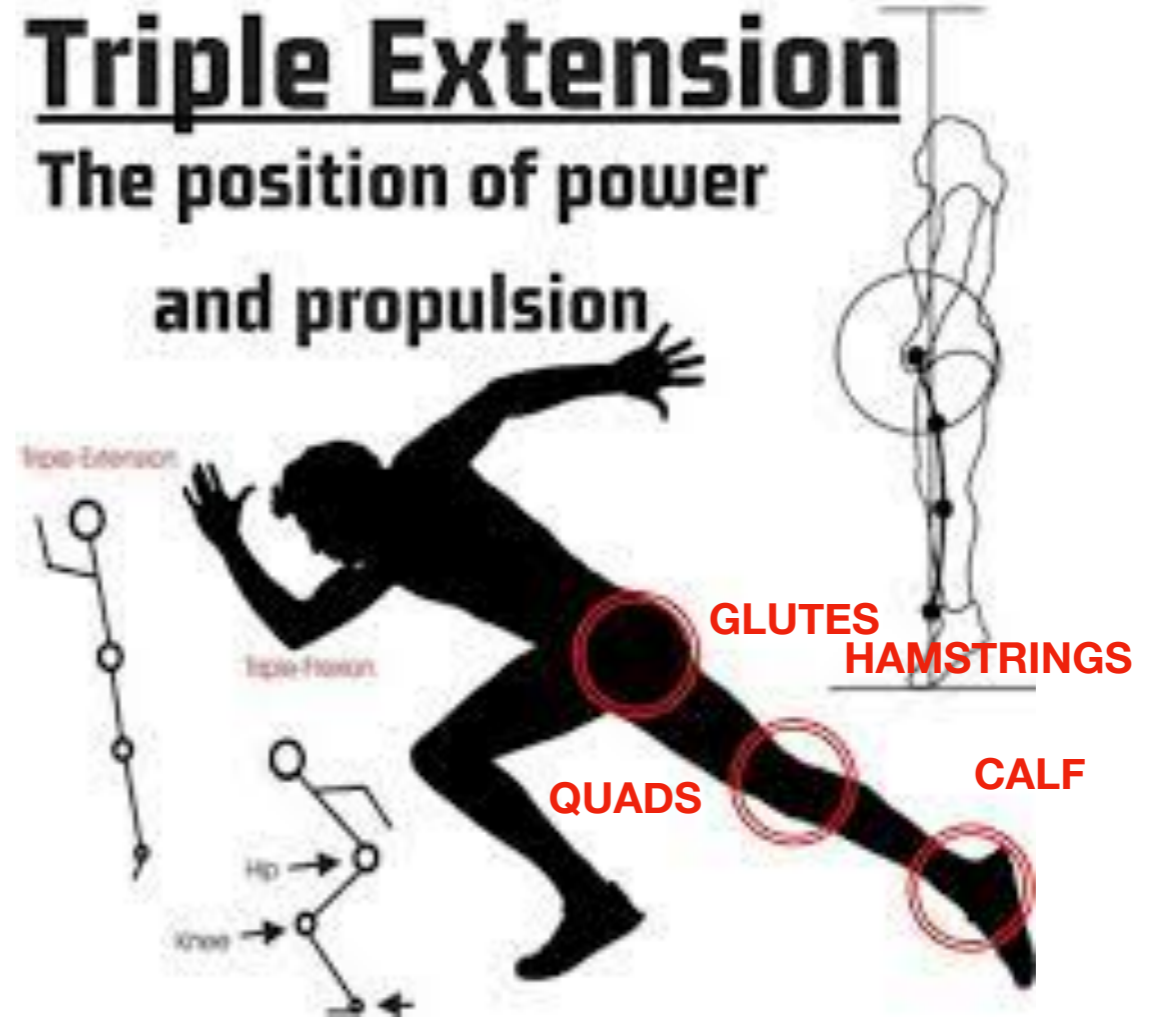 Triple Extension
The position of power
and propulsion
Triple-Extension
GLUTES
HAMSTRINGS
Triple-Flexion
CALF
QUADS
Hip
Knee